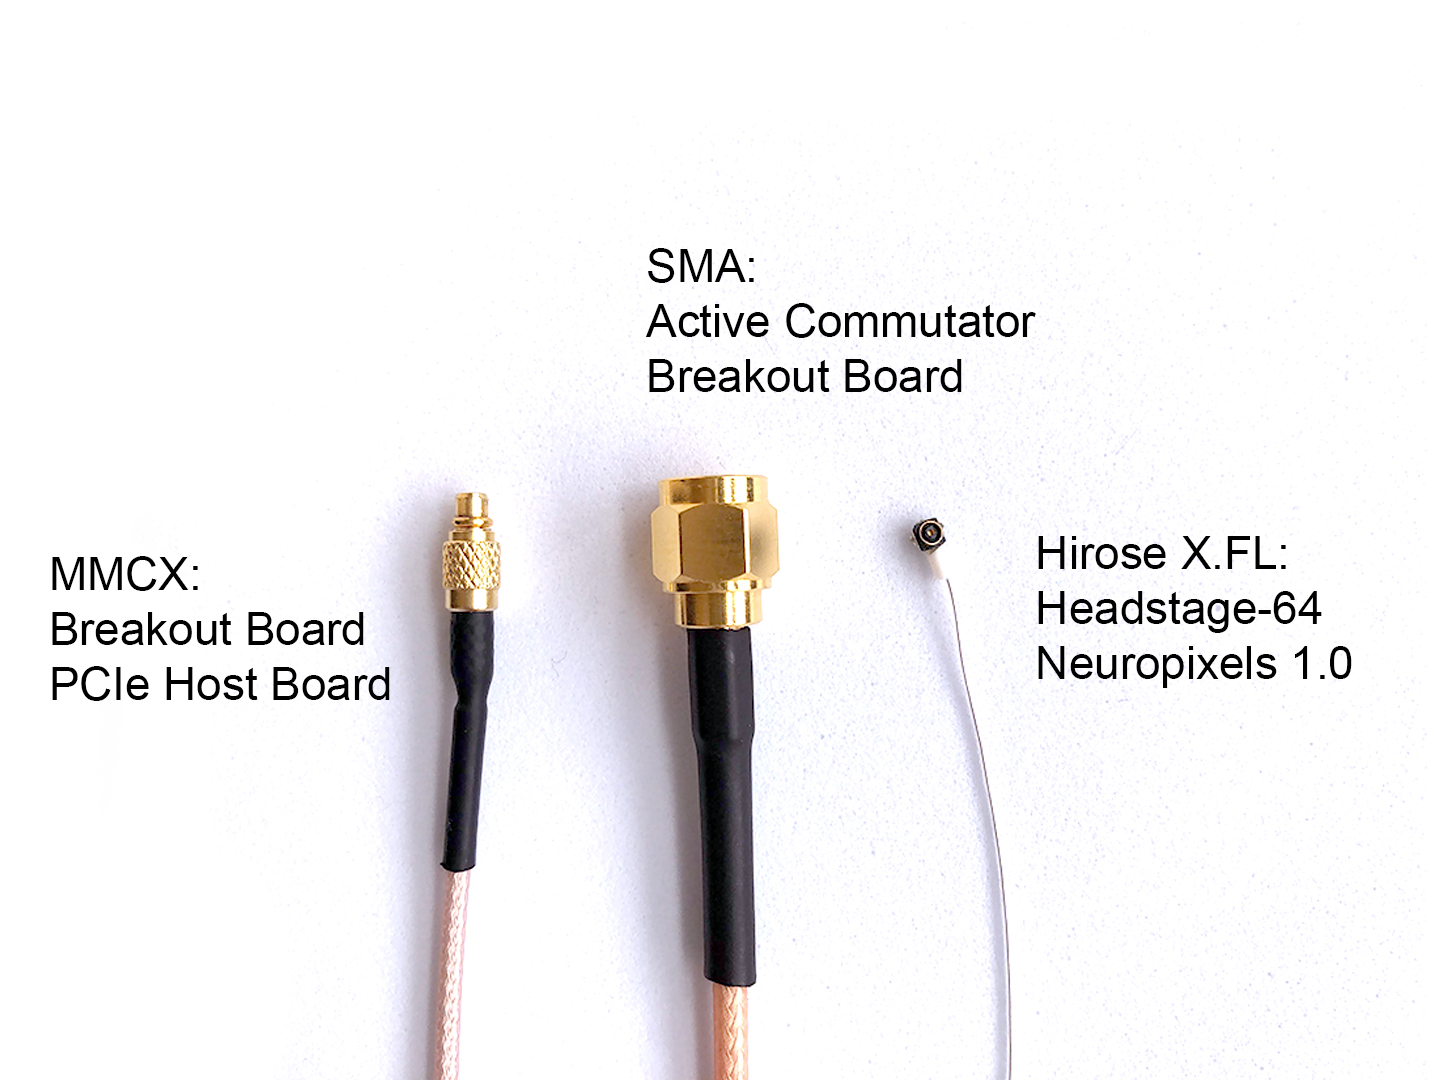 SMA:
Active Commutator
Breakout Board
MMCX:
Breakout Board
PCIe Host Board
Hirose X.FL:
Headstage-64
Neuropixels 1.0